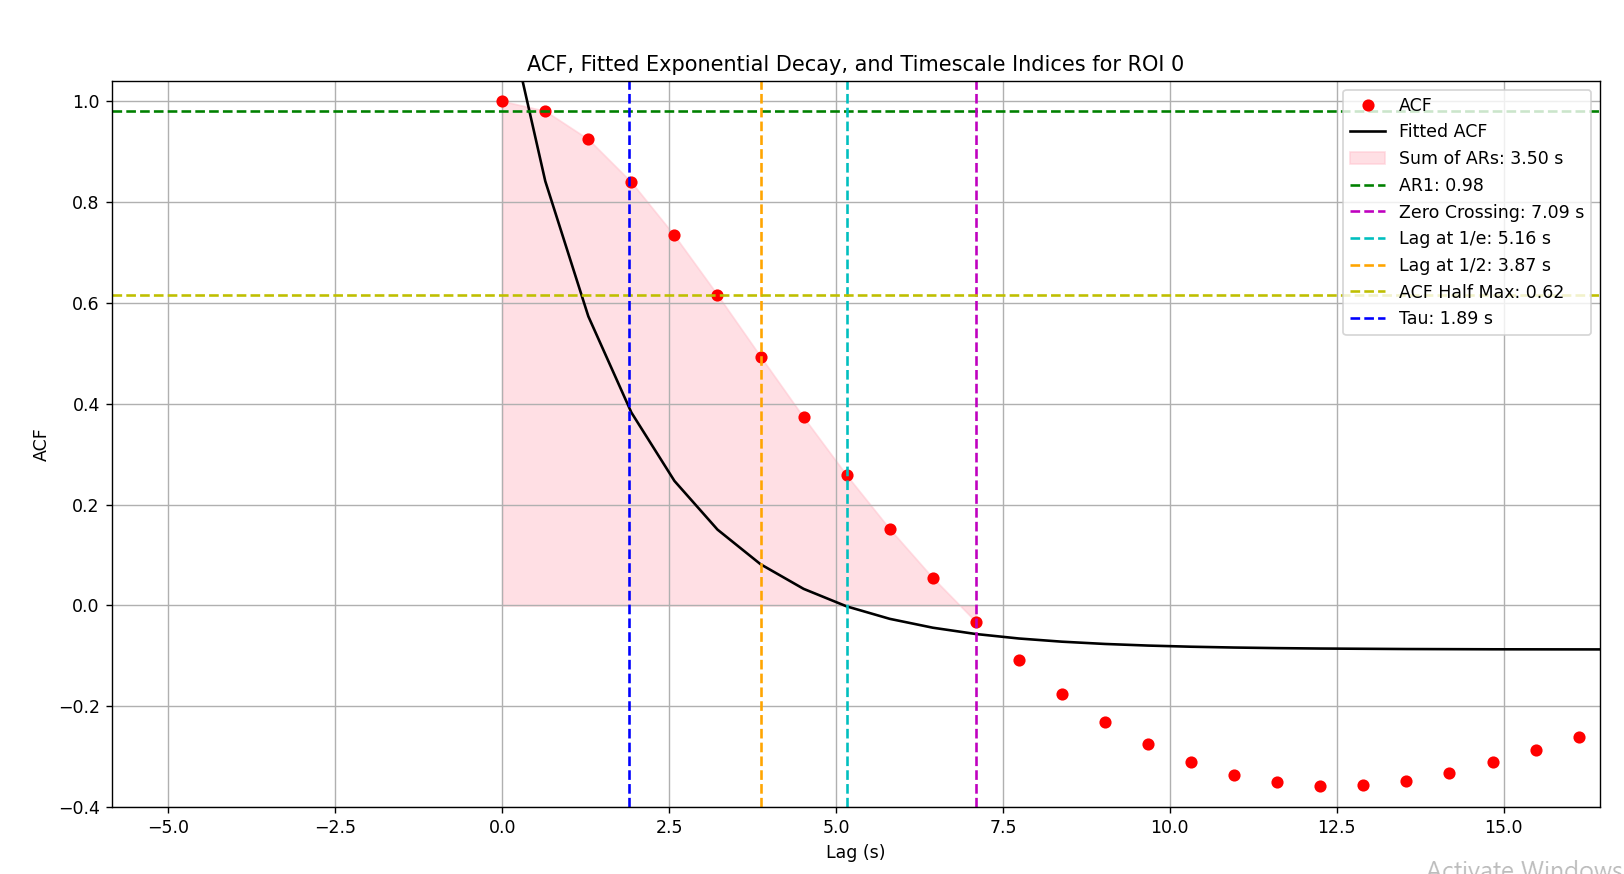 ACF, Fitted Exponential Decay, and Timescale Indices for ROI 0
ACF
Fitted ACF
Sum of ARs: 3.50 s
AR1: 0.98
Zero Crossing: 7.09 s
Lag at 1/e: 5.16 s
Lag at 1/2: 3.87 s
ACF Half Max: 0.62
Tau: 1.89 s
1.0
0.8
0.6
0.4
0.2
0.0
−0.2
−0.4
ACF
−5.0 −2.5 0.0 2.5 5.0 7.5 10.0 12.5 15.0
Lag (s)
Activate Windows